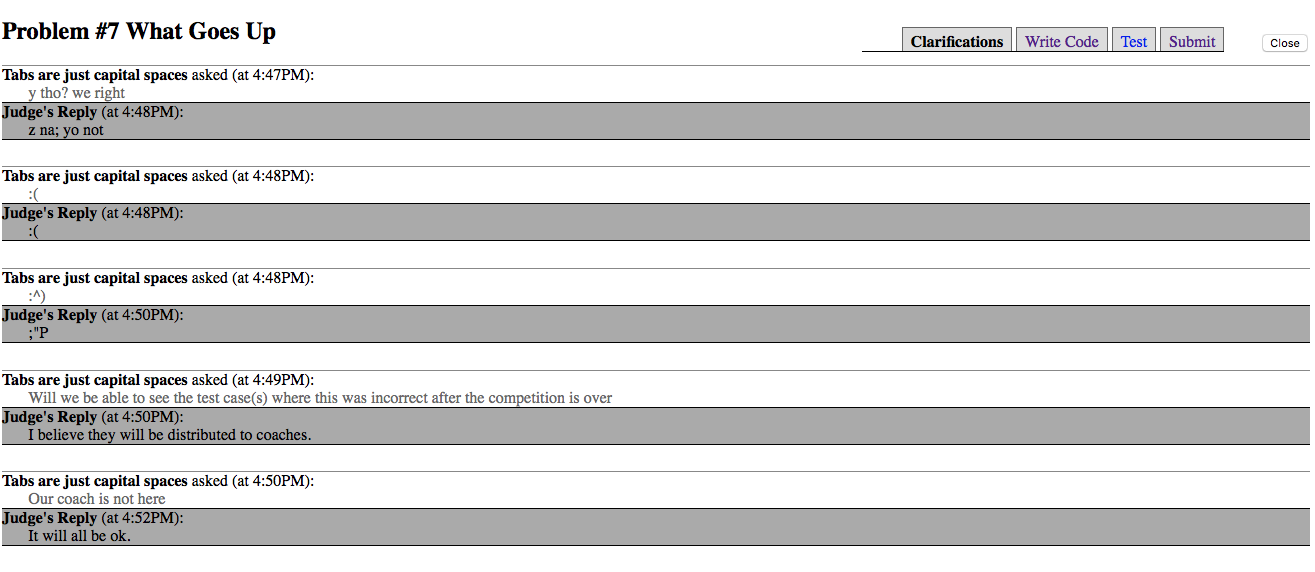 Problem #7 What Goes Up
Clarifications Write Code Test Submit Close
Tabs are just capital spaces asked (at 4:47PM):
y tho? we right
Judge's Reply (at 4:48PM):
z na; yo not
Tabs are just capital spaces asked (at 4:48PM):
:(
Judge's Reply (at 4:48PM):
:(
Tabs are just capital spaces asked (at 4:48PM):
:^)
Judge's Reply (at 4:50PM):
;"P
Tabs are just capital spaces asked (at 4:49PM):
Will we be able to see the test case(s) where this was incorrect after the competition is over
Judge's Reply (at 4:50PM):
I believe they will be distributed to coaches.
Tabs are just capital spaces asked (at 4:50PM):
Our coach is not here
Judge's Reply (at 4:52PM):
It will all be ok.